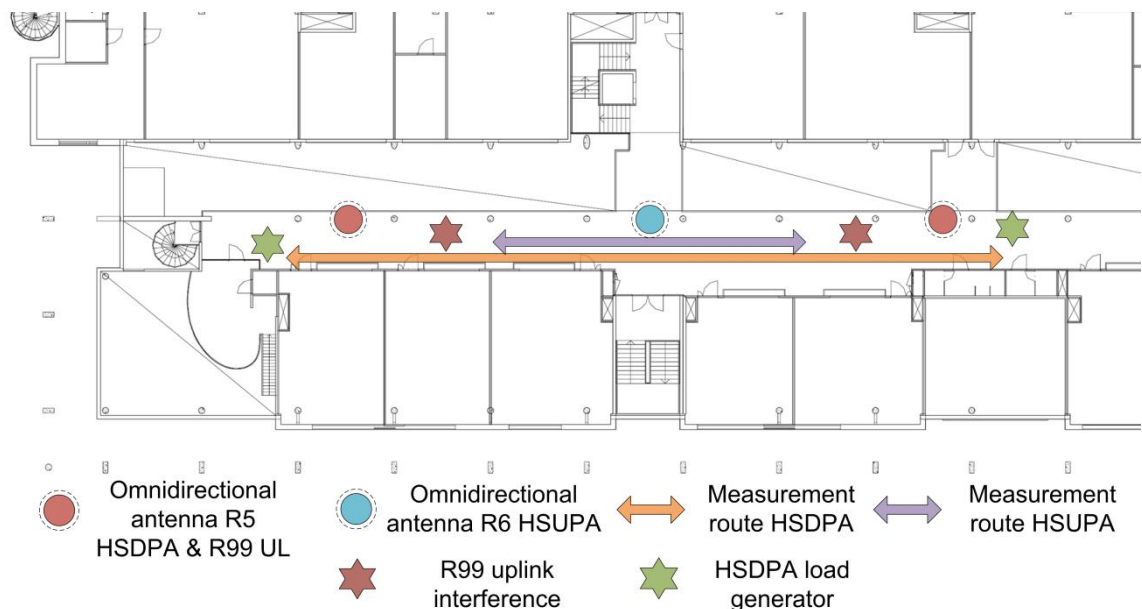 Omnidirectional
antenna R5
HSDPA & R99 UL
Omnidirectional
antenna R6 HSUPA
Measurement
route HSDPA
Measurement
route HSUPA
R99 uplink
interference
HSDPA load
generator